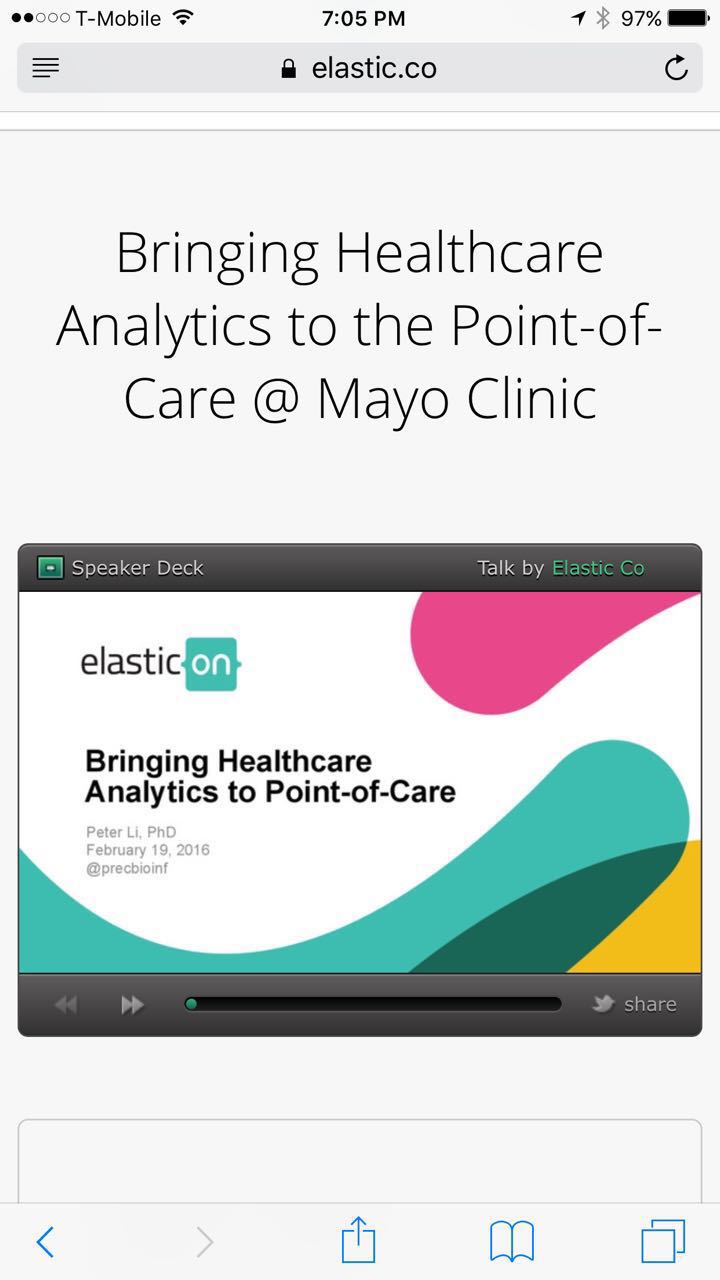 T-Mobile 7:05 PM 97%
elastic.co
Bringing Healthcare
Analytics to the Point-of-
Care @ Mayo Clinic
Speaker Deck Talk by Elastic Co
elastic on
Bringing Healthcare
Analytics to Point-of-Care
Peter Li, PhD
February 19, 2016
@precbioinf
share